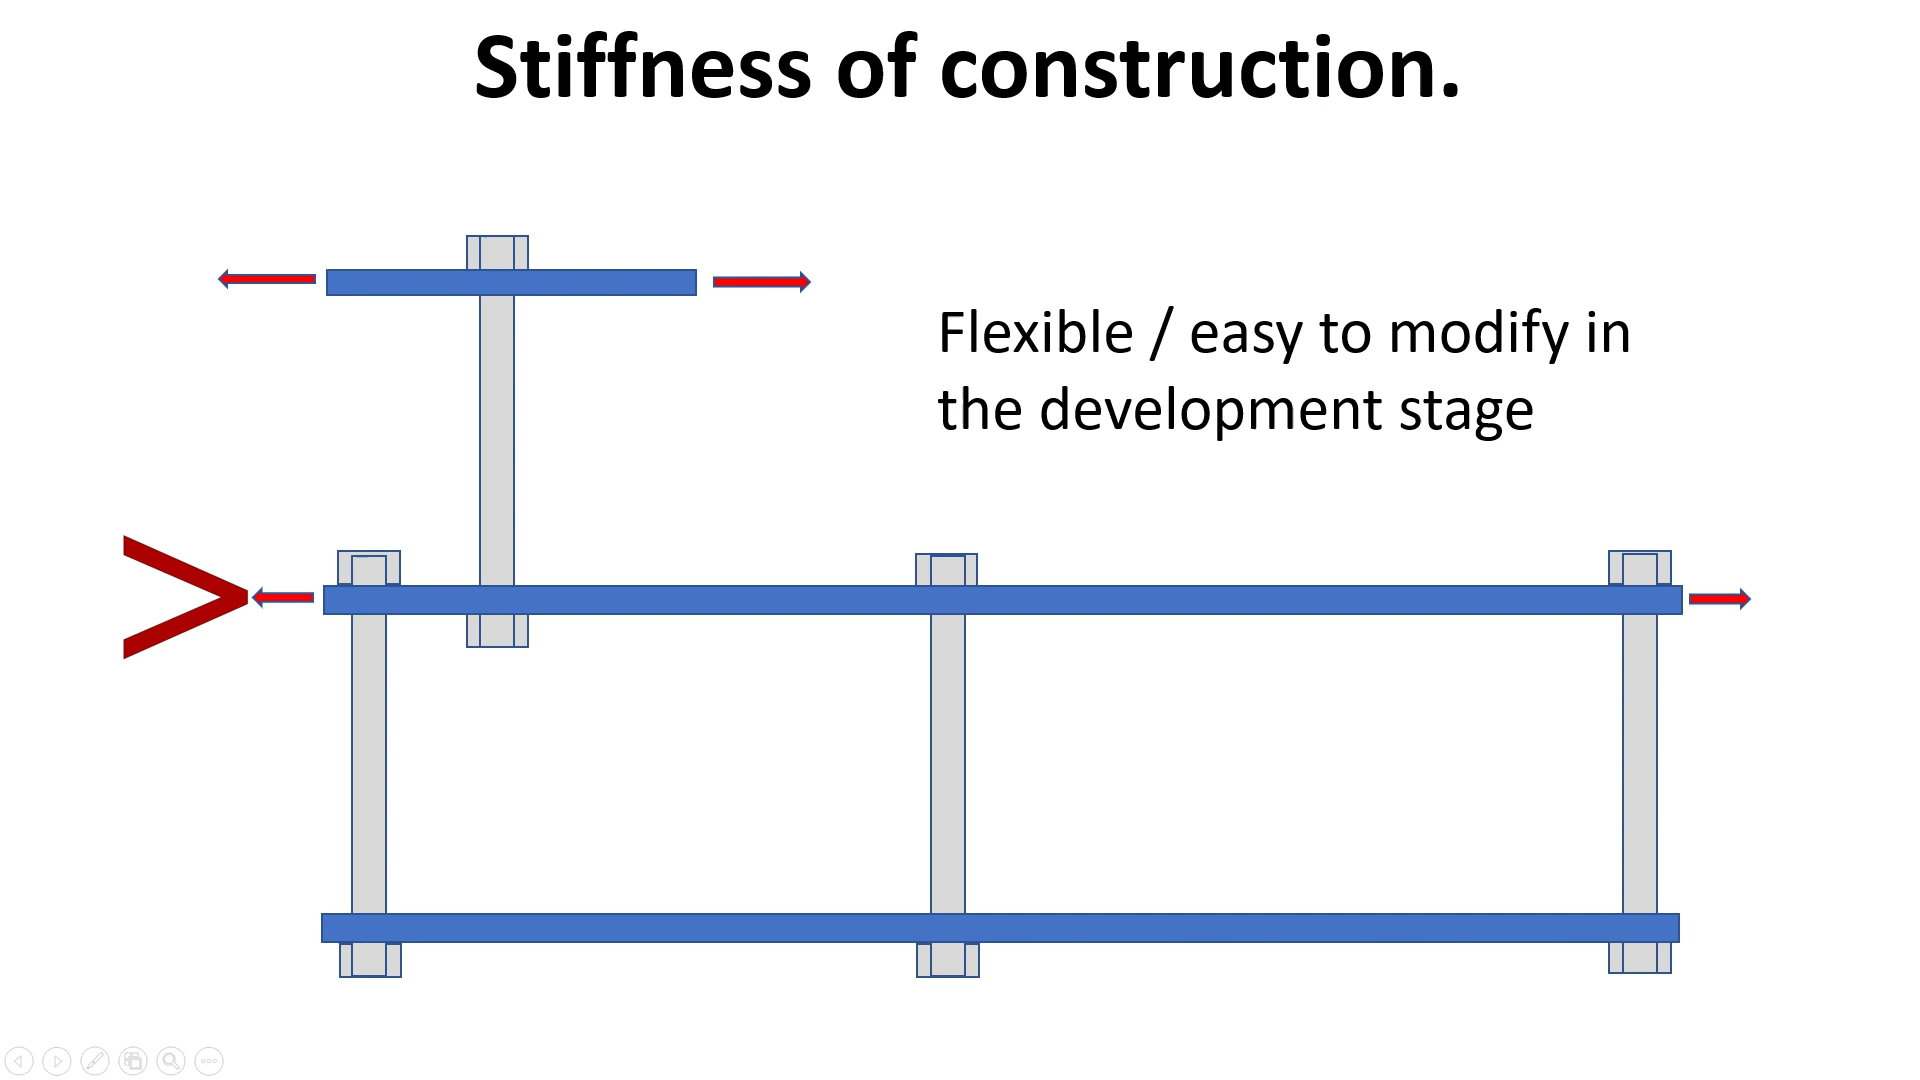 Stiffness of construction.
Flexible / easy to modify in
the development stage